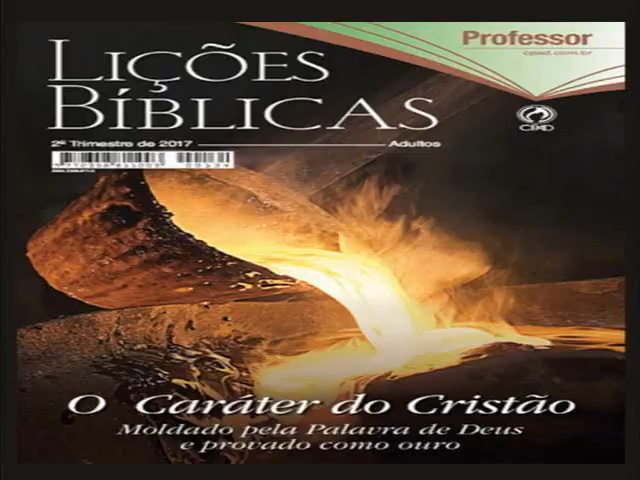 Professor
cpad.com.br
LIÇÕES
BÍBLICAS
CPAD
2º Trimestre de 2017
Adultos
O Caráter do Cristão
Moldado pela Palavra de Deus
e provado como ouro